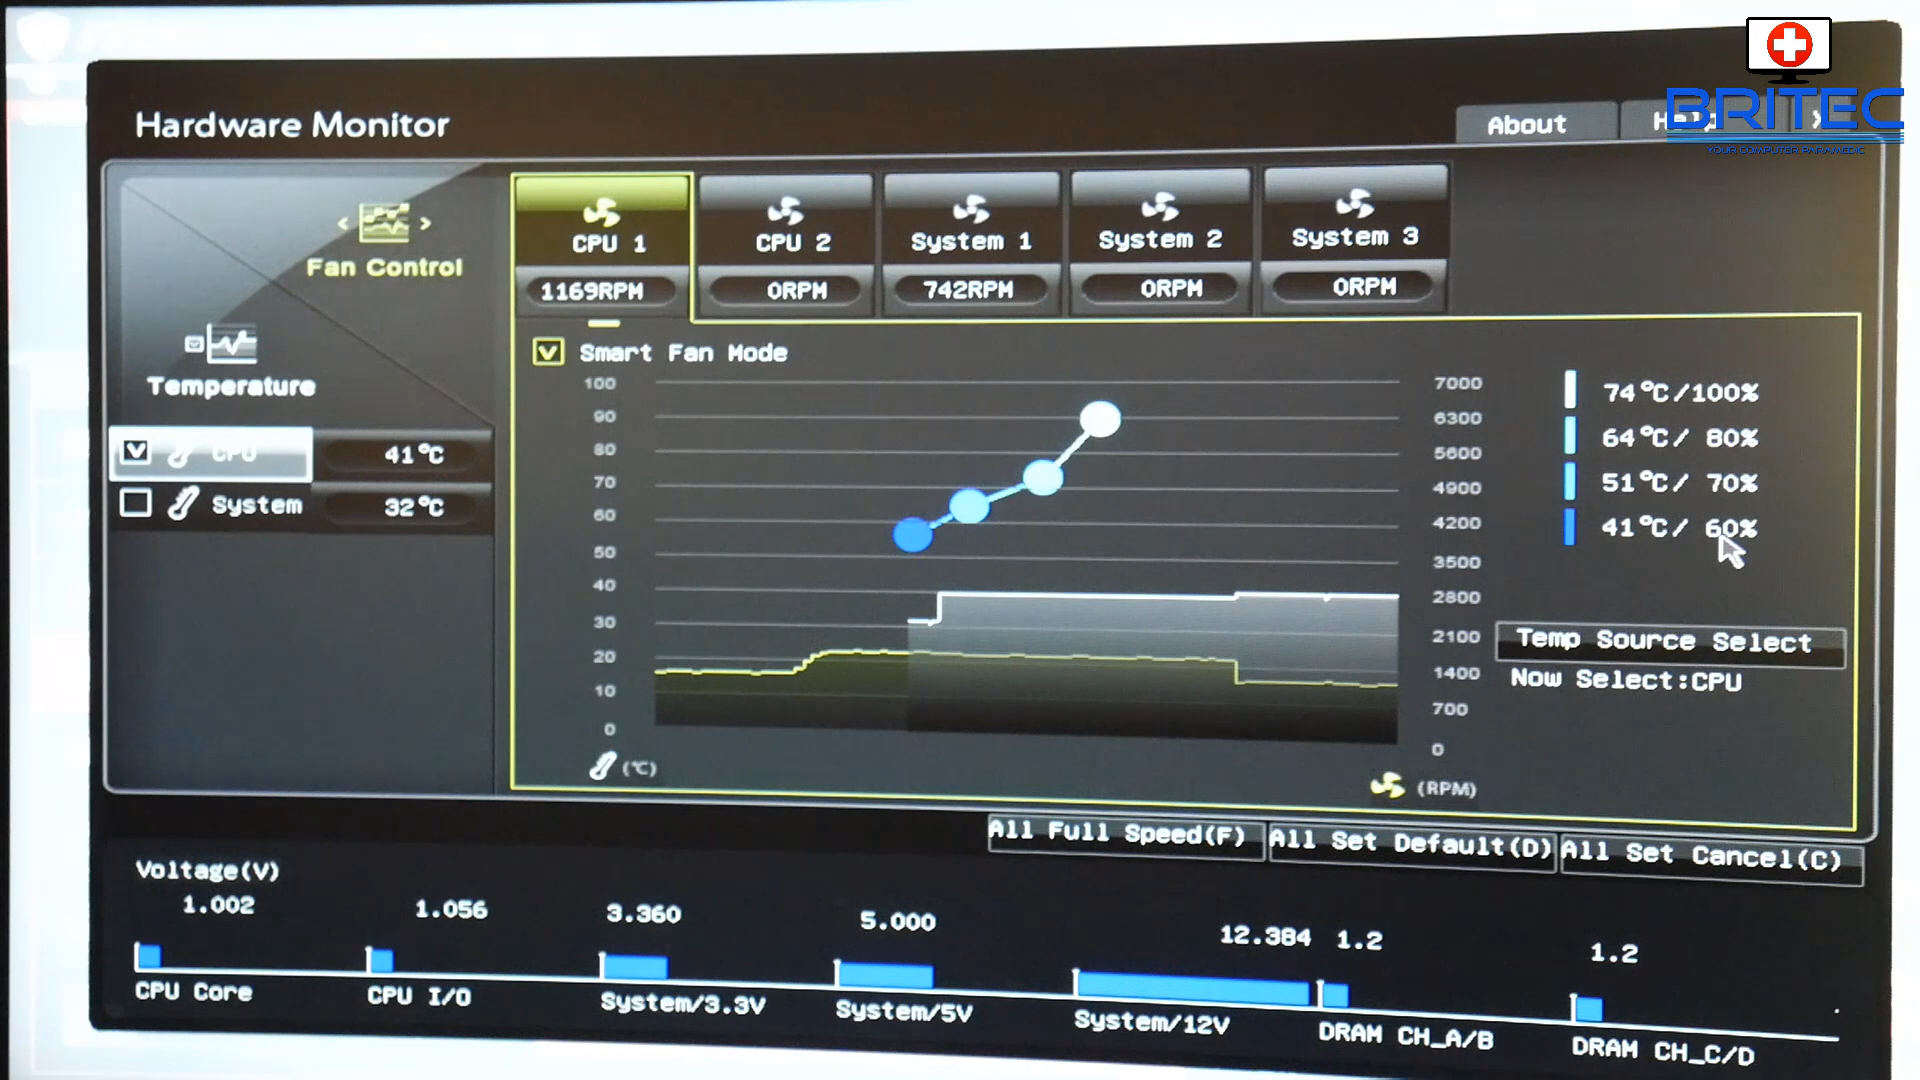 BRITEC
YOUR COMPUTER PARAMEDIC
Hardware Monitor
About
Help
X
Fan Control
Temperature
CPU 41°C
System 32°C
CPU 1
1169RPM
CPU 2
0RPM
System 1
742RPM
System 2
0RPM
System 3
0RPM
Smart Fan Mode
100
90
80
70
60
50
40
30
20
10
0
(°C)
7000
6300
5600
4900
4200
3500
2800
2100
1400
700
0
(RPM)
74°C/100%
64°C/ 80%
51°C/ 70%
41°C/ 60%
Temp Source Select
Now Select:CPU
All Full Speed(F)
All Set Default(D)
All Set Cancel(C)
Voltage(V)
1.002
CPU Core
1.056
CPU I/O
3.360
System/3.3V
5.000
System/5V
12.384
System/12V
1.2
DRAM CH_A/B
1.2
DRAM CH_C/D